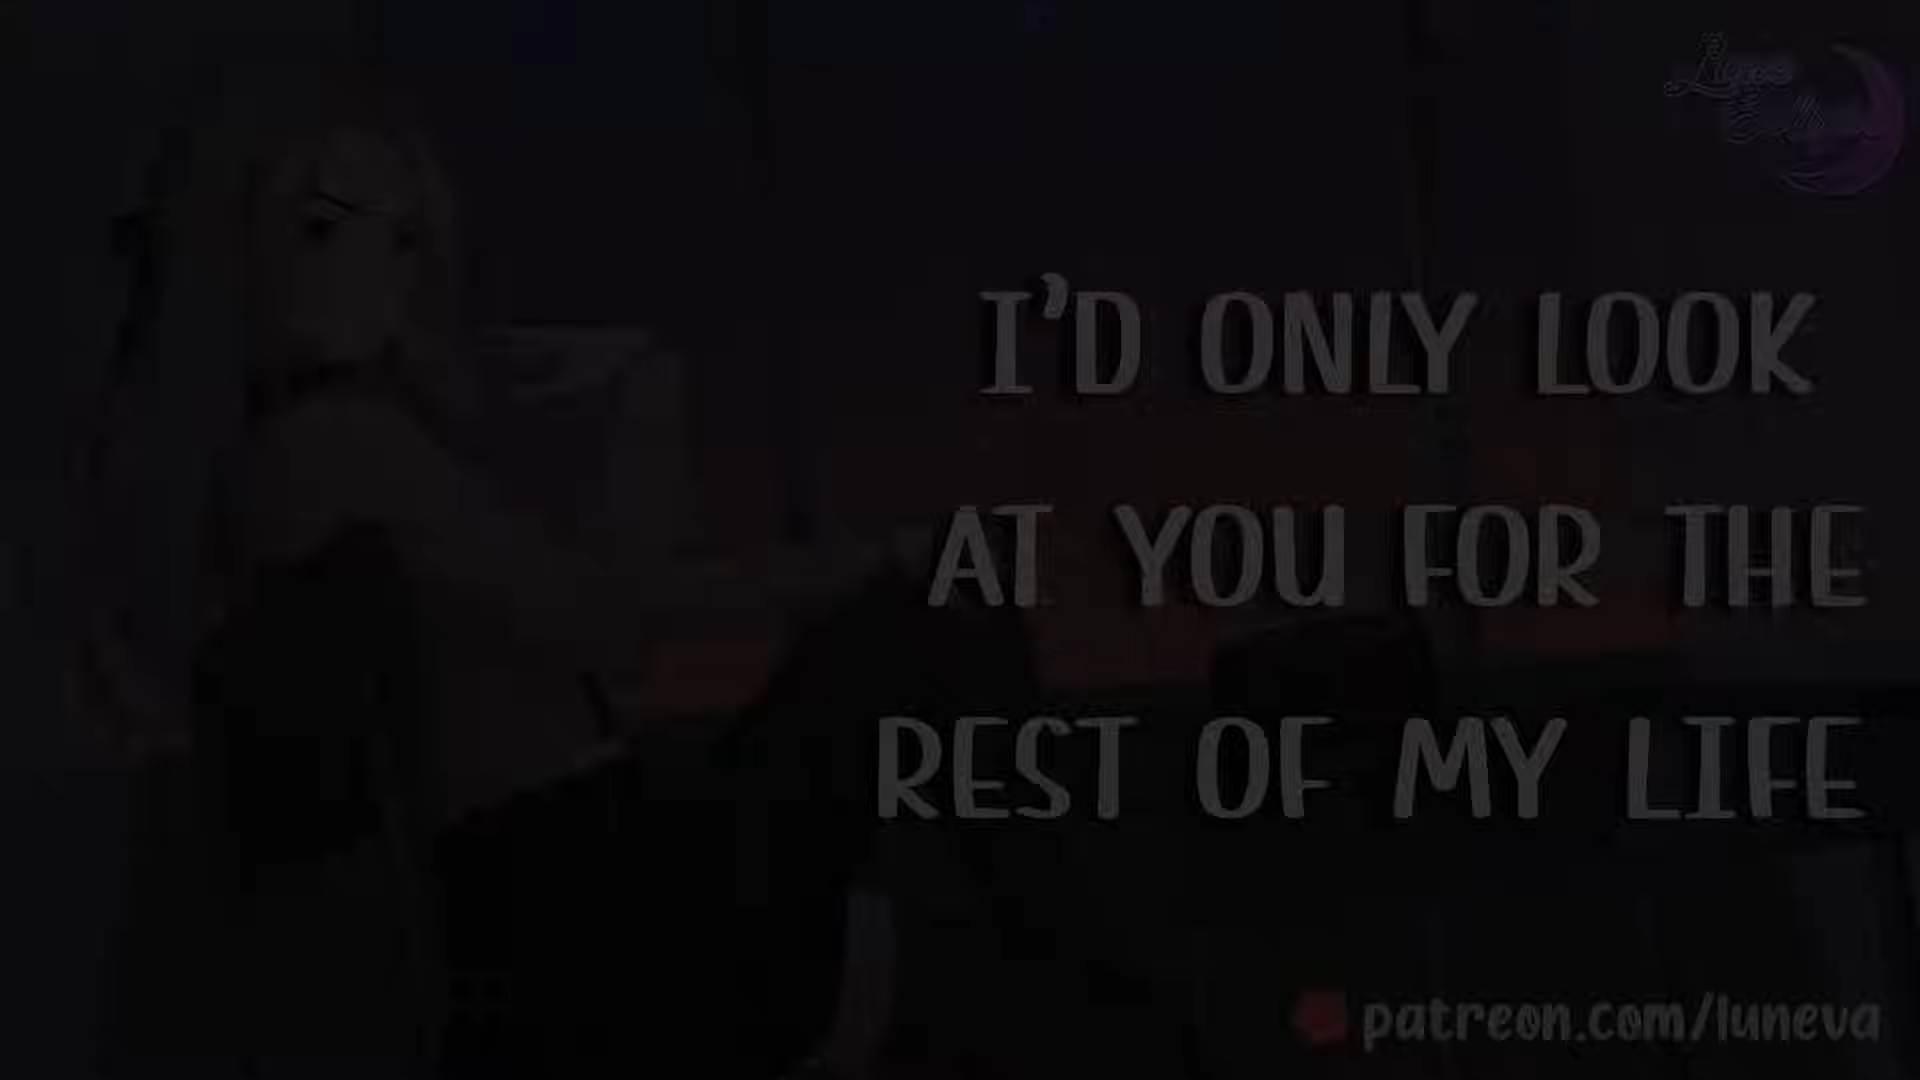 I'D ONLY LOOK
AT YOU FOR THE
REST OF MY LIFE
patreon.com/luneva